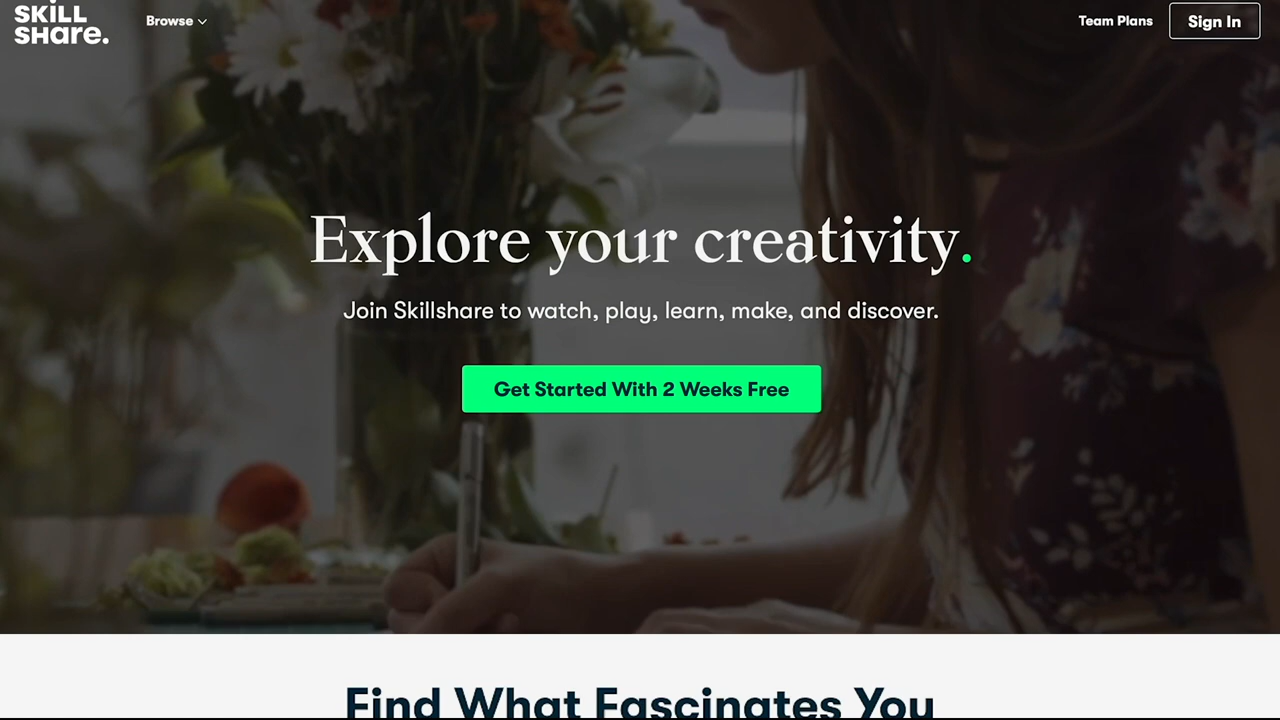 SKiLL
SHare.
Browse
Team Plans
Sign In
Explore your creativity.
Join Skillshare to watch, play, learn, make, and discover.
Get Started With 2 Weeks Free
Find What Fascinates You